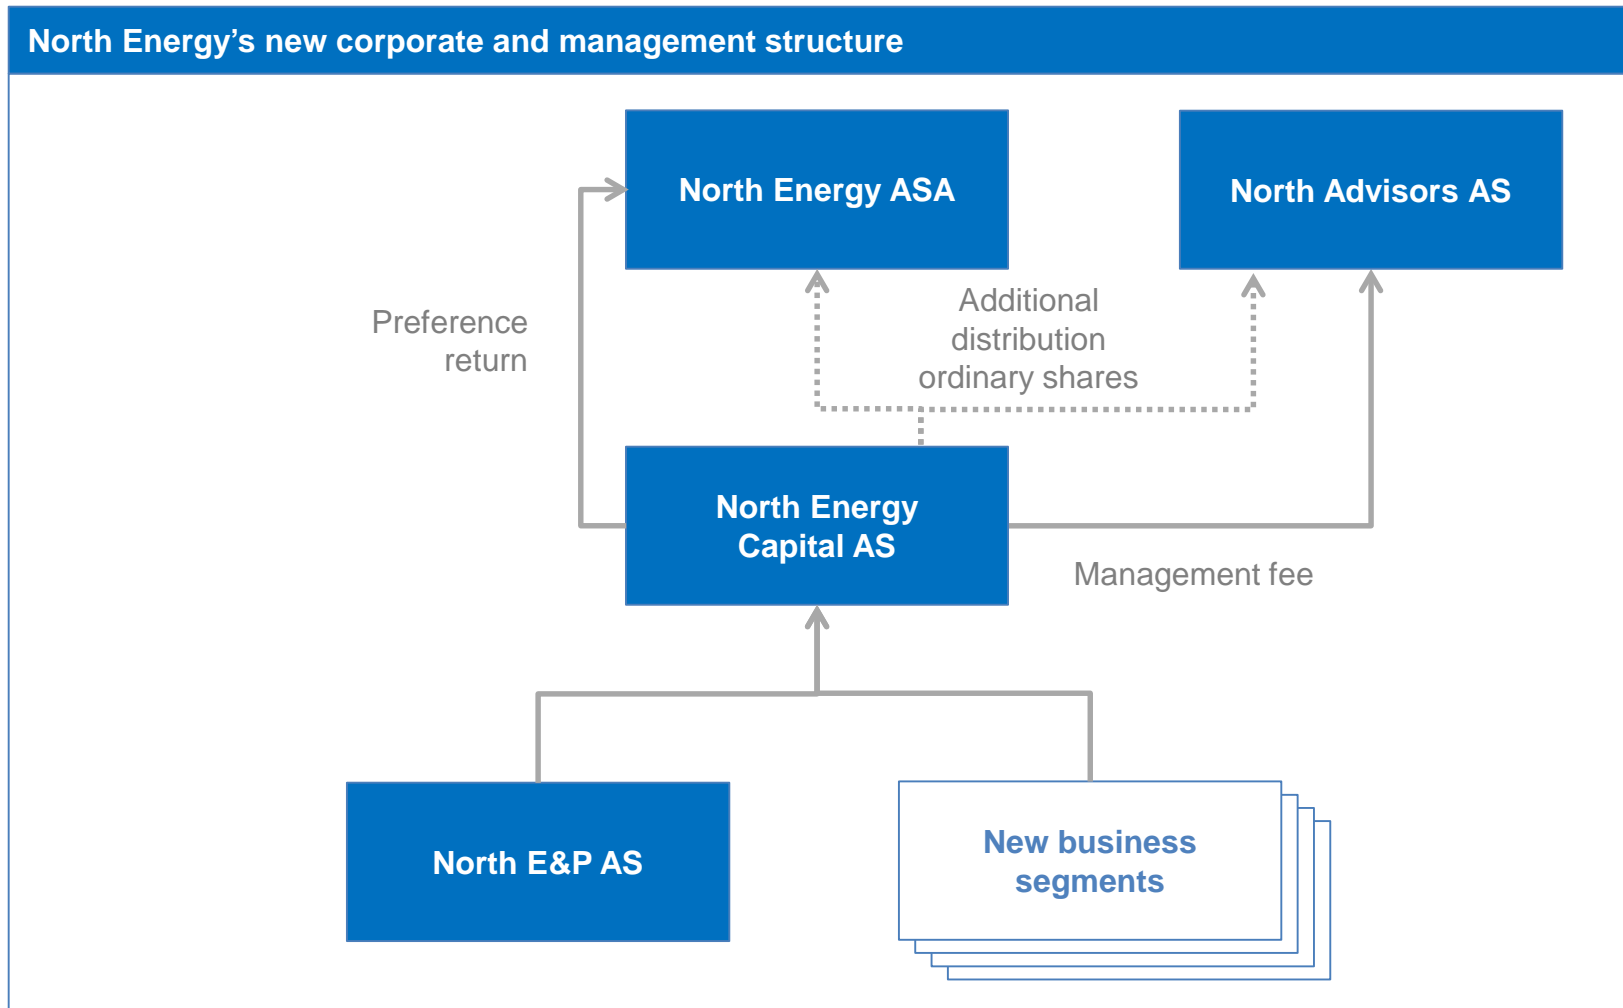 North Energy’s new corporate and management structure
North Energy ASA
North Advisors AS
Preference
return
Additional
distribution
ordinary shares
North Energy
Capital AS
Management fee
North E&P AS
New business
segments